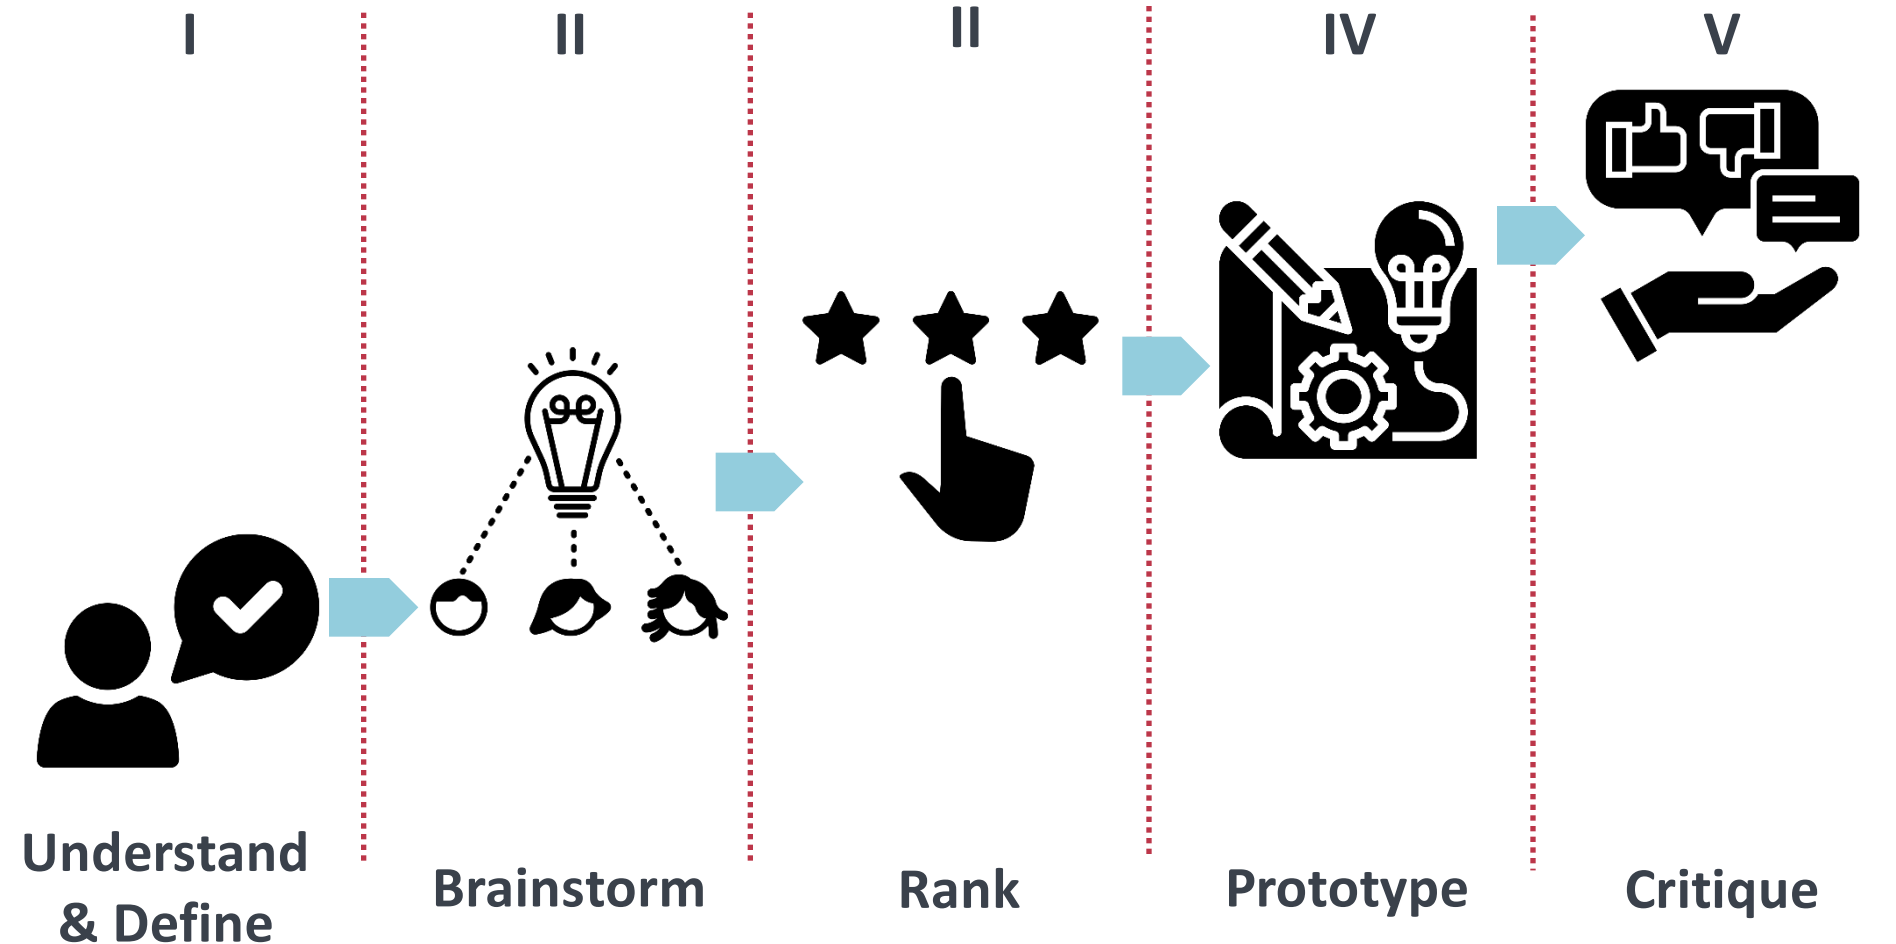 I
II
II
IV
V
Understand
& Define
Brainstorm
Rank
Prototype
Critique